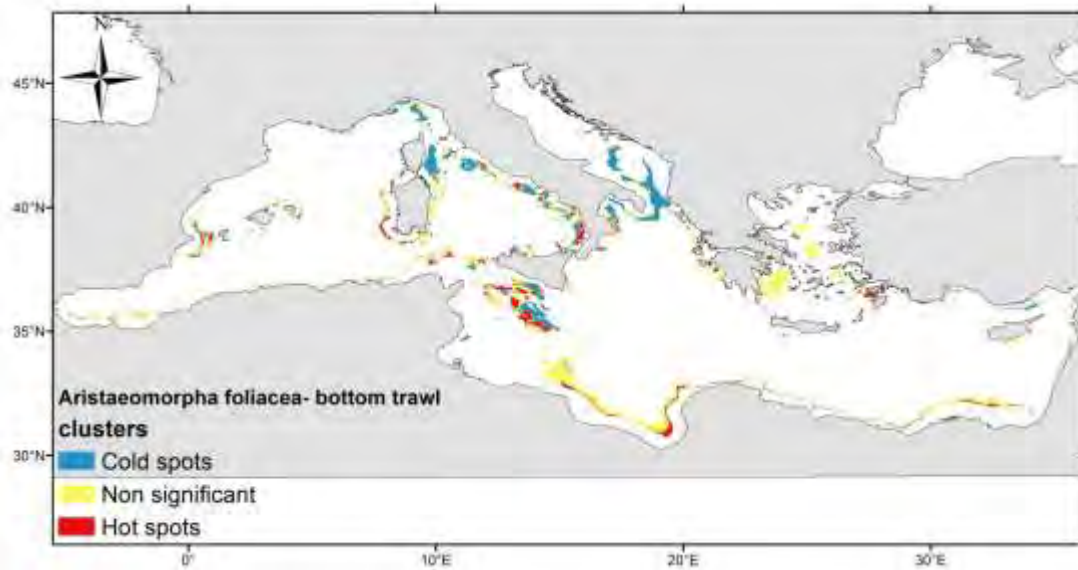 N
45°N
40°N
35°N
30°N
Aristaeomorpha foliacea- bottom trawl
clusters
Cold spots
Non significant
Hot spots
0°
10°E
20°E
30°E